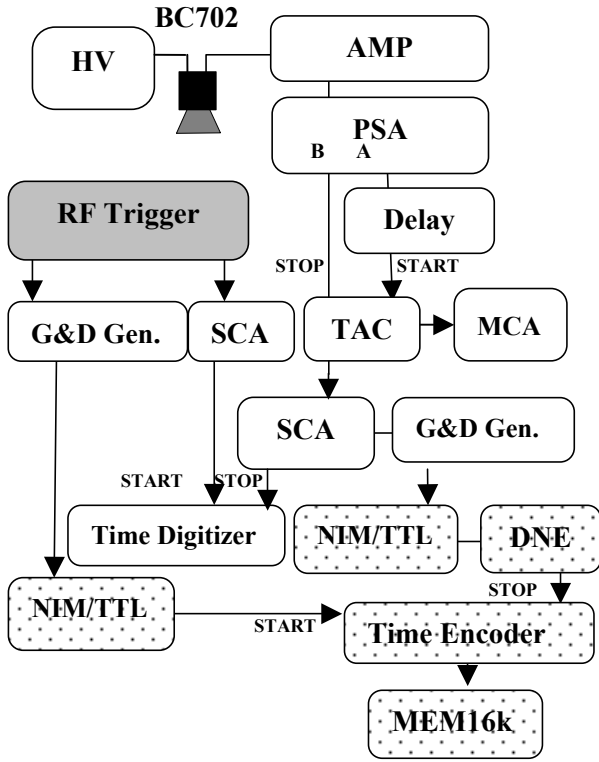 BC702
HV
AMP
PSA
B A
RF Trigger
Delay
STOP
START
G&D Gen.
SCA
TAC
MCA
SCA
G&D Gen.
START
STOP
Time Digitizer
NIM/TTL
DNE
NIM/TTL
STOP
START
Time Encoder
MEM16k